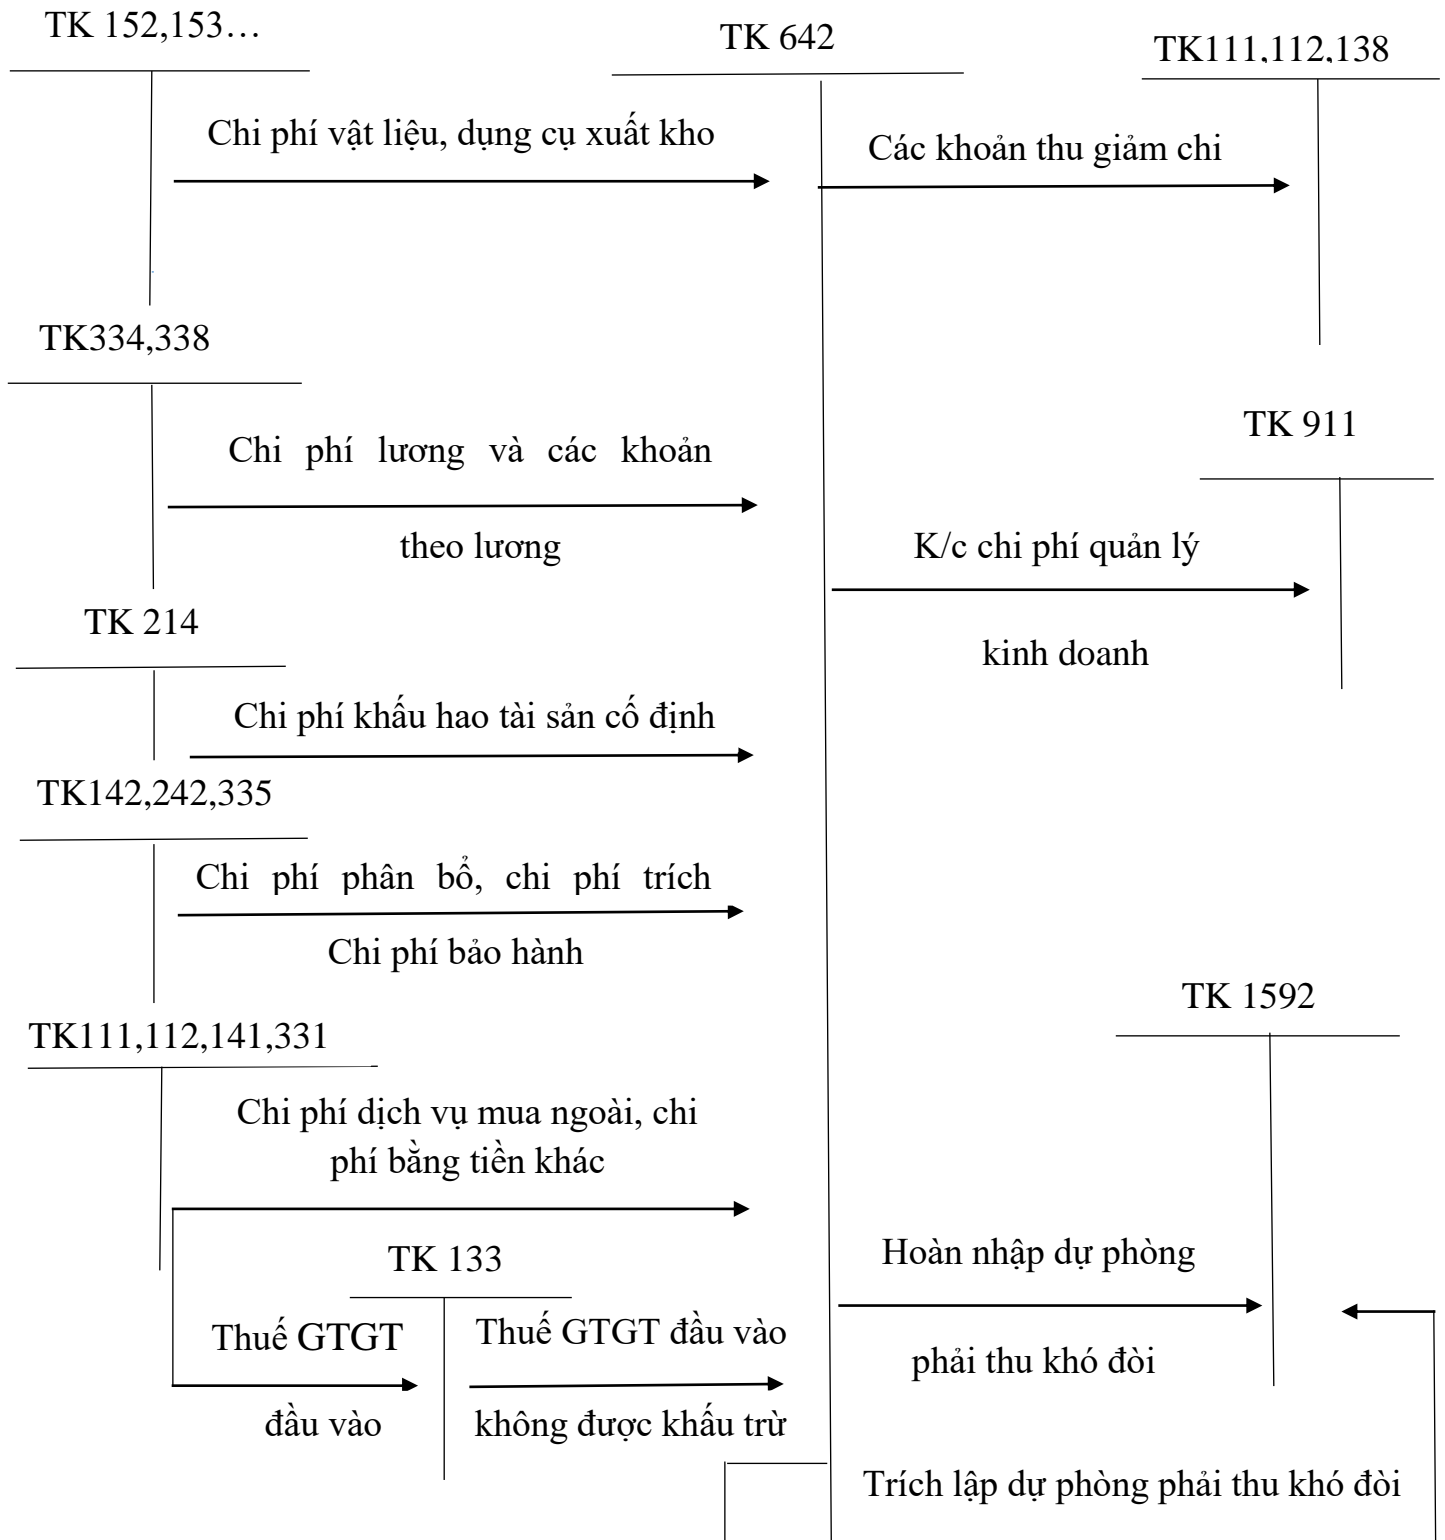 TK 152,153…
TK 642
TK111,112,138
Chi phí vật liệu, dụng cụ xuất kho
Các khoản thu giảm chi
TK334,338
TK 911
Chi phí lương và các khoản
theo lương
K/c chi phí quản lý
kinh doanh
TK 214
Chi phí khấu hao tài sản cố định
TK142,242,335
Chi phí phân bổ, chi phí trích
Chi phí bảo hành
TK 1592
TK111,112,141,331
Chi phí dịch vụ mua ngoài, chi
phí bằng tiền khác
TK 133
Hoàn nhập dự phòng
phải thu khó đòi
Thuế GTGT
đầu vào
Thuế GTGT đầu vào
không được khấu trừ
Trích lập dự phòng phải thu khó đòi